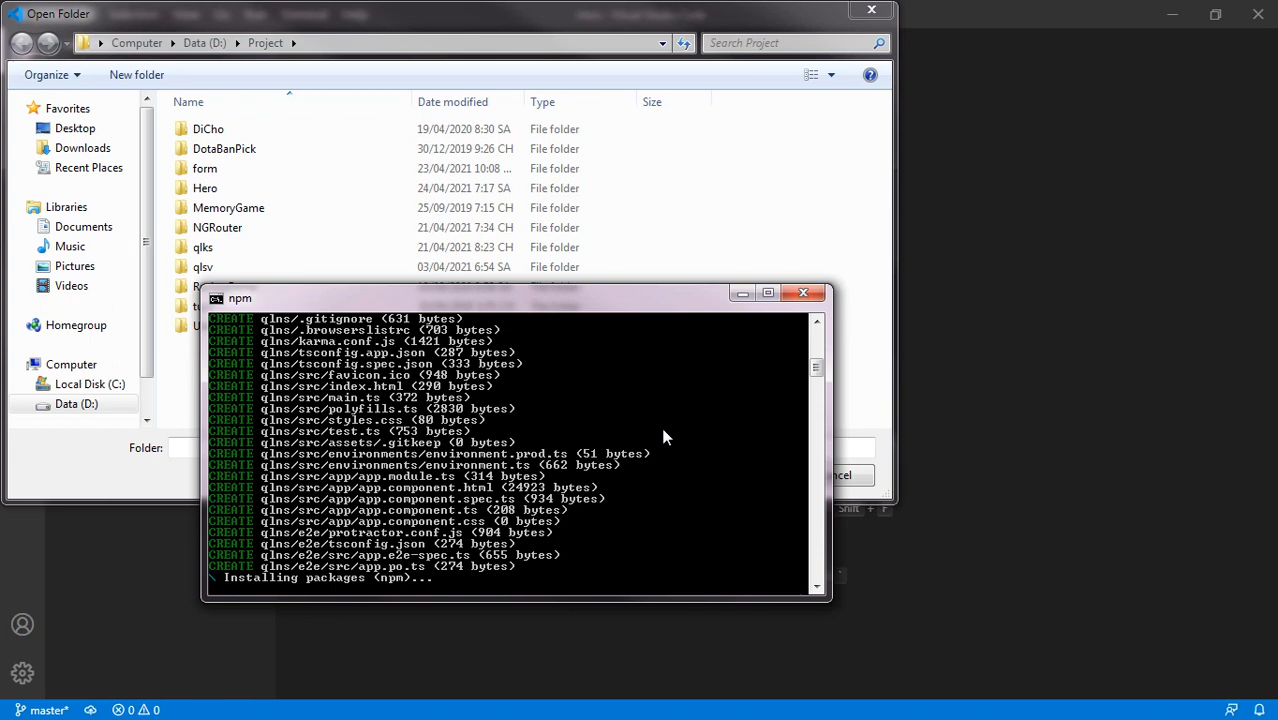 Open Folder
Computer
Data (D:)
Project
Search Project
Organize
New folder
Name
Date modified
Type
Size
Favorites
Desktop
Downloads
Recent Places
Libraries
Documents
Music
Pictures
Videos
Homegroup
Computer
Local Disk (C:)
Data (D:)
DiCho 19/04/2020 8:30 SA File folder
DotaBanPick 30/12/2019 9:26 CH File folder
form 23/04/2021 10:08 ... File folder
Hero 24/04/2021 7:17 SA File folder
MemoryGame 25/09/2019 7:15 CH File folder
NGRouter 21/04/2021 7:34 CH File folder
qlks 21/04/2021 8:23 CH File folder
qlsv 03/04/2021 6:54 SA File folder
Folder:
npm
CREATE qlns/.gitignore (631 bytes)
CREATE qlns/.browserslistrc (703 bytes)
CREATE qlns/karma.conf.js (1421 bytes)
CREATE qlns/tsconfig.app.json (287 bytes)
CREATE qlns/tsconfig.spec.json (333 bytes)
CREATE qlns/src/favicon.ico (948 bytes)
CREATE qlns/src/index.html (290 bytes)
CREATE qlns/src/main.ts (372 bytes)
CREATE qlns/src/polyfills.ts (2830 bytes)
CREATE qlns/src/styles.css (80 bytes)
CREATE qlns/src/test.ts (753 bytes)
CREATE qlns/src/assets/.gitkeep (0 bytes)
CREATE qlns/src/environments/environment.prod.ts (51 bytes)
CREATE qlns/src/environments/environment.ts (662 bytes)
CREATE qlns/src/app/app.module.ts (314 bytes)
CREATE qlns/src/app/app.component.html (24923 bytes)
CREATE qlns/src/app/app.component.spec.ts (934 bytes)
CREATE qlns/src/app/app.component.ts (208 bytes)
CREATE qlns/src/app/app.component.css (0 bytes)
CREATE qlns/e2e/protractor.conf.js (904 bytes)
CREATE qlns/e2e/tsconfig.json (274 bytes)
CREATE qlns/e2e/src/app.e2e-spec.ts (655 bytes)
CREATE qlns/e2e/src/app.po.ts (274 bytes)
\ Installing packages (npm)...
Shift + F
master*
0 0